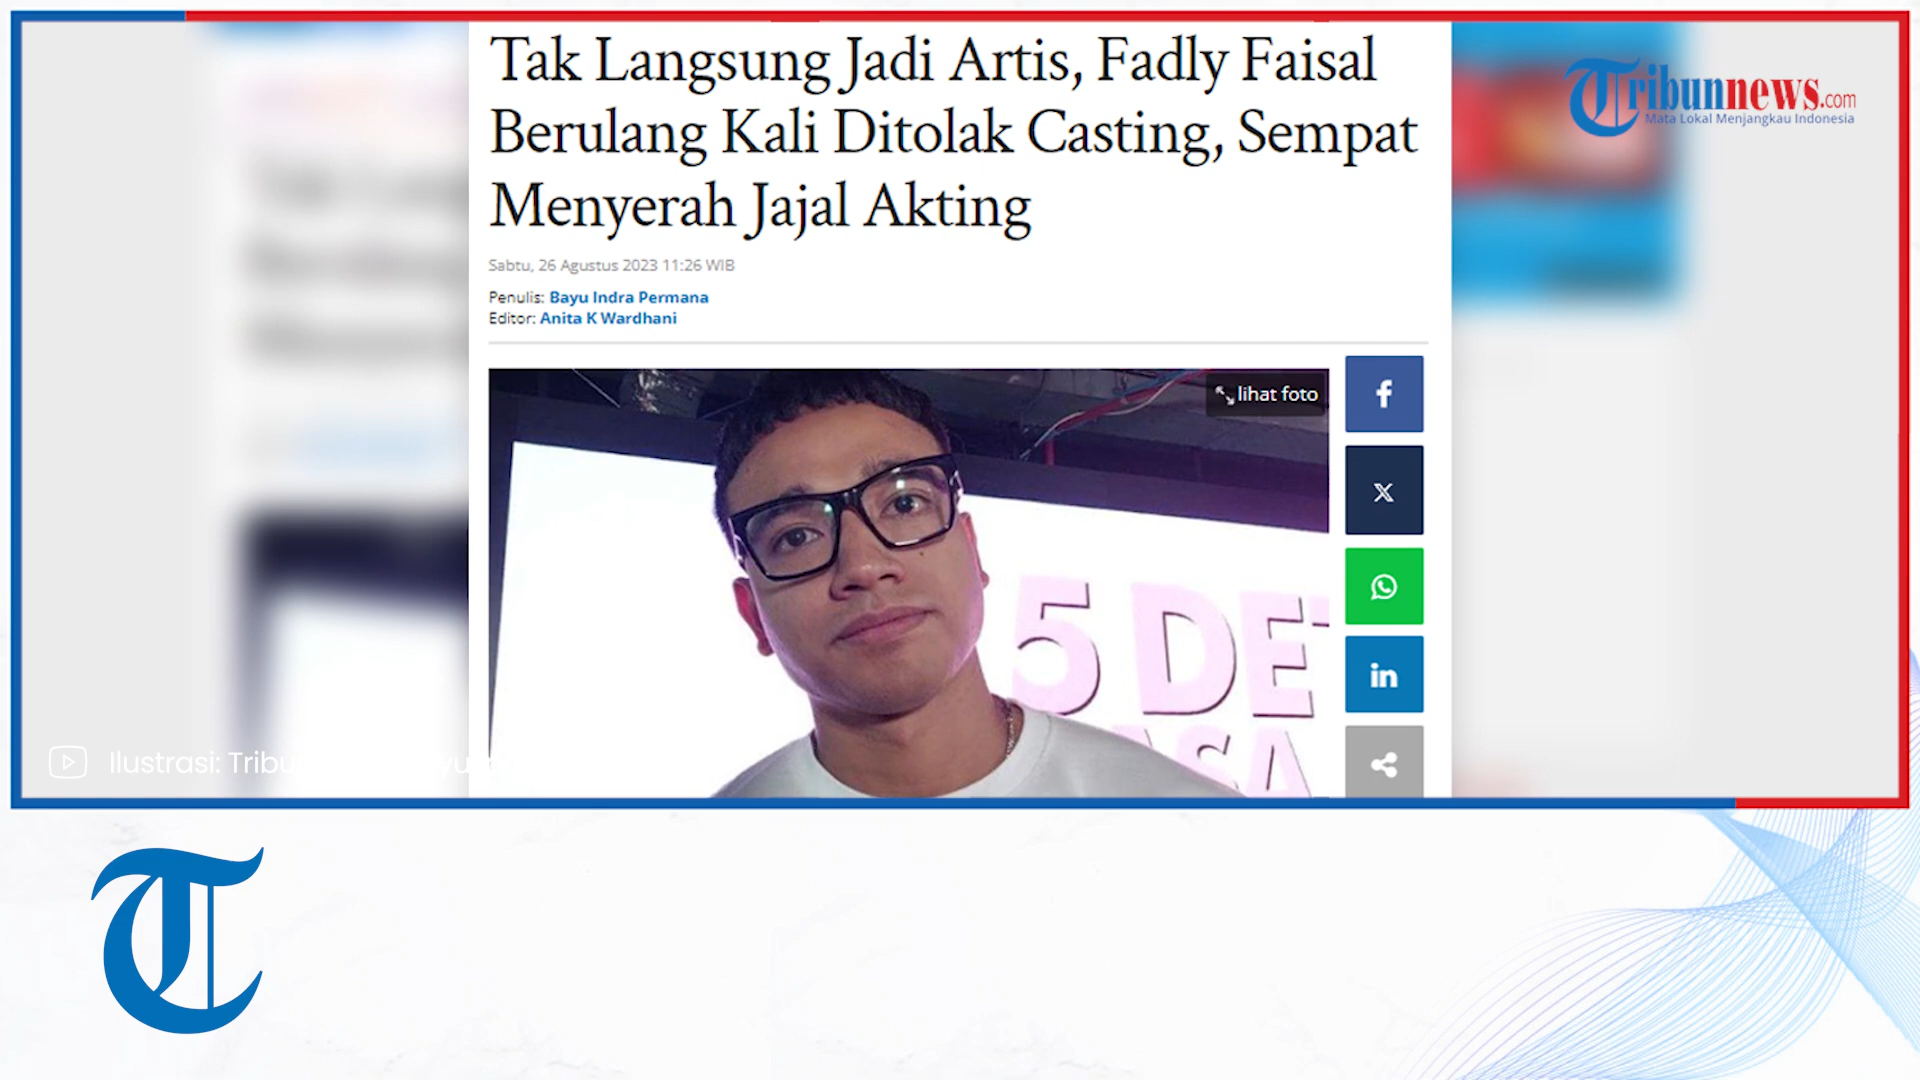 Tak Langsung Jadi Artis, Fadly Faisal
Berulang Kali Ditolak Casting, Sempat
Menyerah Jajal Akting
Tribunnews.com
Mata Lokal Menjangkau Indonesia
Sabtu, 26 Agustus 2023 11:26 WIB
Penulis: Bayu Indra Permana
Editor: Anita K Wardhani
lihat foto
f
X
in
5 DE
ASA
Ilustrasi:
T